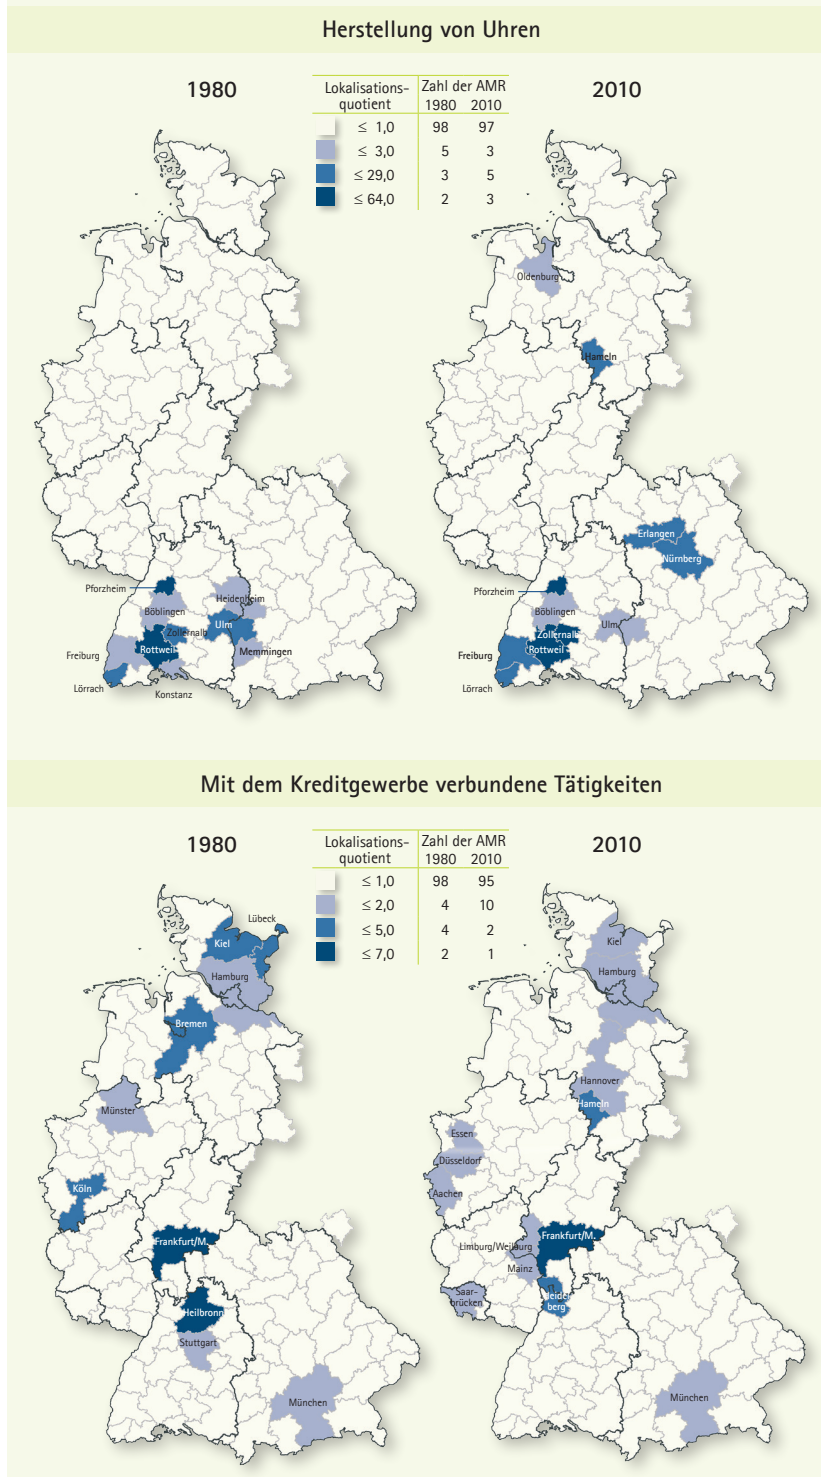 Herstellung von Uhren
1980
Lokalisations-
quotient
Zahl der AMR
1980 2010
≤ 1,0 98 97
≤ 3,0 5 3
≤ 29,0 3 5
≤ 64,0 2 3
2010
Pforzheim
Heidenheim
Böblingen
Ulm
Zollernalb
Rottweil
Freiburg
Memmingen
Lörrach
Konstanz
Oldenburg
Hameln
Erlangen
Nürnberg
Pforzheim
Böblingen
Ulm
Zollernalb
Rottweil
Freiburg
Lörrach
Mit dem Kreditgewerbe verbundene Tätigkeiten
1980
Lokalisations-
quotient
Zahl der AMR
1980 2010
≤ 1,0 98 95
≤ 2,0 4 10
≤ 5,0 4 2
≤ 7,0 2 1
2010
Lübeck
Kiel
Hamburg
Bremen
Münster
Köln
Frankfurt/M.
Heilbronn
Stuttgart
München
Kiel
Hamburg
Hannover
Hameln
Essen
Düsseldorf
Aachen
Frankfurt/M.
Limburg/Weilburg
Mainz
Saar-
brücken
Heidel-
berg
München